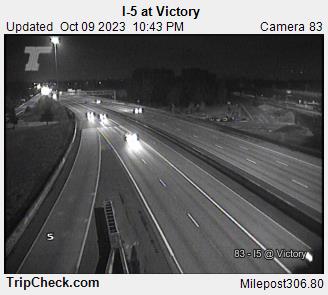 I-5 at Victory
Updated Oct 09 2023 10:43 PM Camera 83
T
S
83 - I5 @ Victory
TripCheck.com Milepost306.80